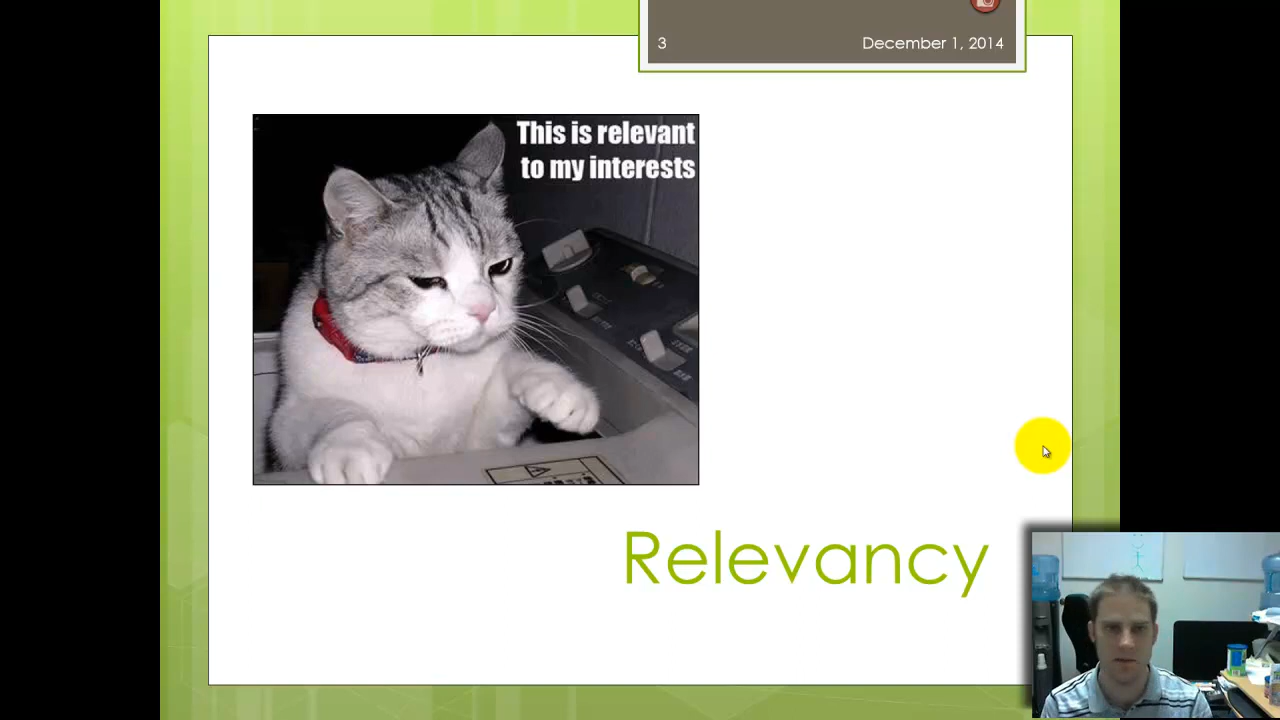 3 December 1, 2014
This is relevant
to my interests
Relevancy